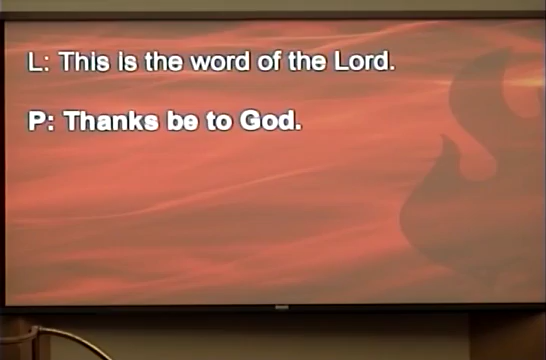 L: This is the word of the Lord.
P: Thanks be to God.